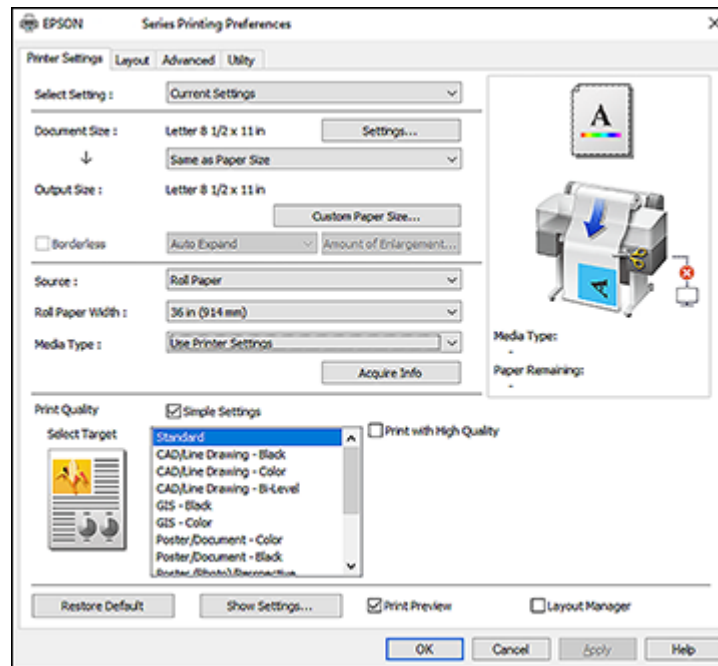 EPSON Series Printing Preferences
Printer Settings Layout Advanced Utility
Select Setting : Current Settings
Document Size : Letter 8 1/2 x 11 in Settings...
Same as Paper Size
Output Size : Letter 8 1/2 x 11 in
Custom Paper Size...
Borderless Auto Expand Amount of Enlargement...
Source : Roll Paper
Roll Paper Width : 36 in (914 mm)
Media Type : Use Printer Settings
Acquire Info
A
A
Media Type:
-
Paper Remaining:
-
Print Quality Simple Settings
Select Target
Standard
CAD/Line Drawing - Black
CAD/Line Drawing - Color
CAD/Line Drawing - Bi-Level
GIS - Black
GIS - Color
Poster/Document - Color
Poster/Document - Black
Poster (Photo)/Perspective
Print with High Quality
Restore Default Show Settings... Print Preview Layout Manager
OK Cancel Apply Help